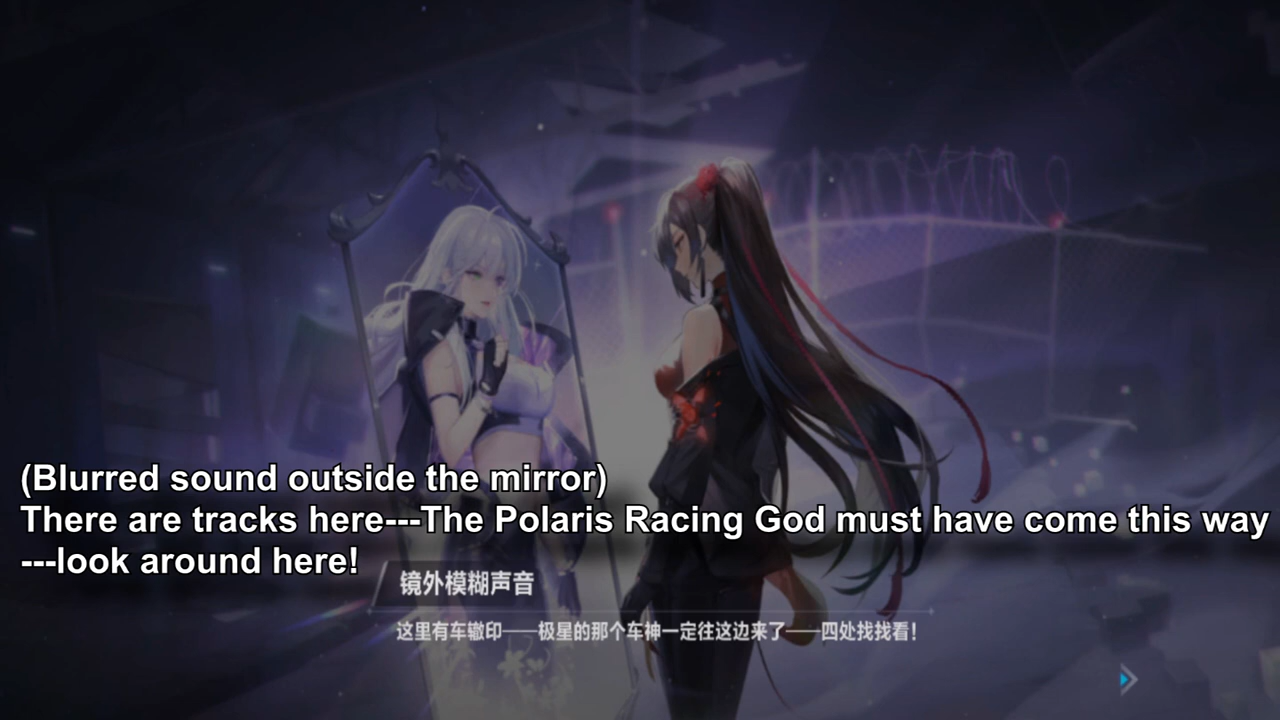 (Blurred sound outside the mirror)
There are tracks here---The Polaris Racing God must have come this way
---look around here!
镜外模糊声音
这里有车辙印——极星的那个车神一定往这边来了——四处找找看！